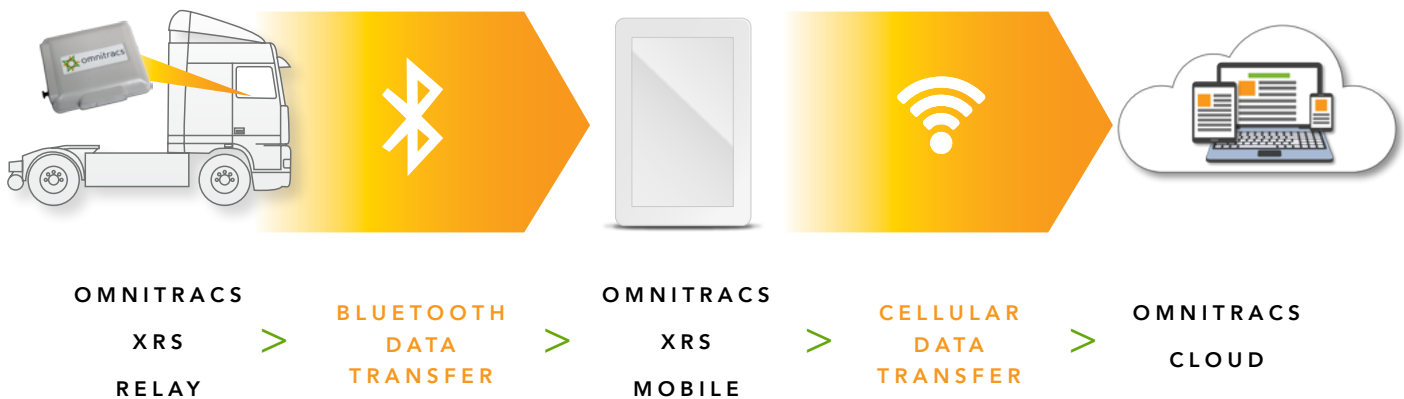 omnitracs
OMNITRACS
XRS
RELAY
>
BLUETOOTH
DATA
TRANSFER
>
OMNITRACS
XRS
MOBILE
>
CELLULAR
DATA
TRANSFER
>
OMNITRACS
CLOUD